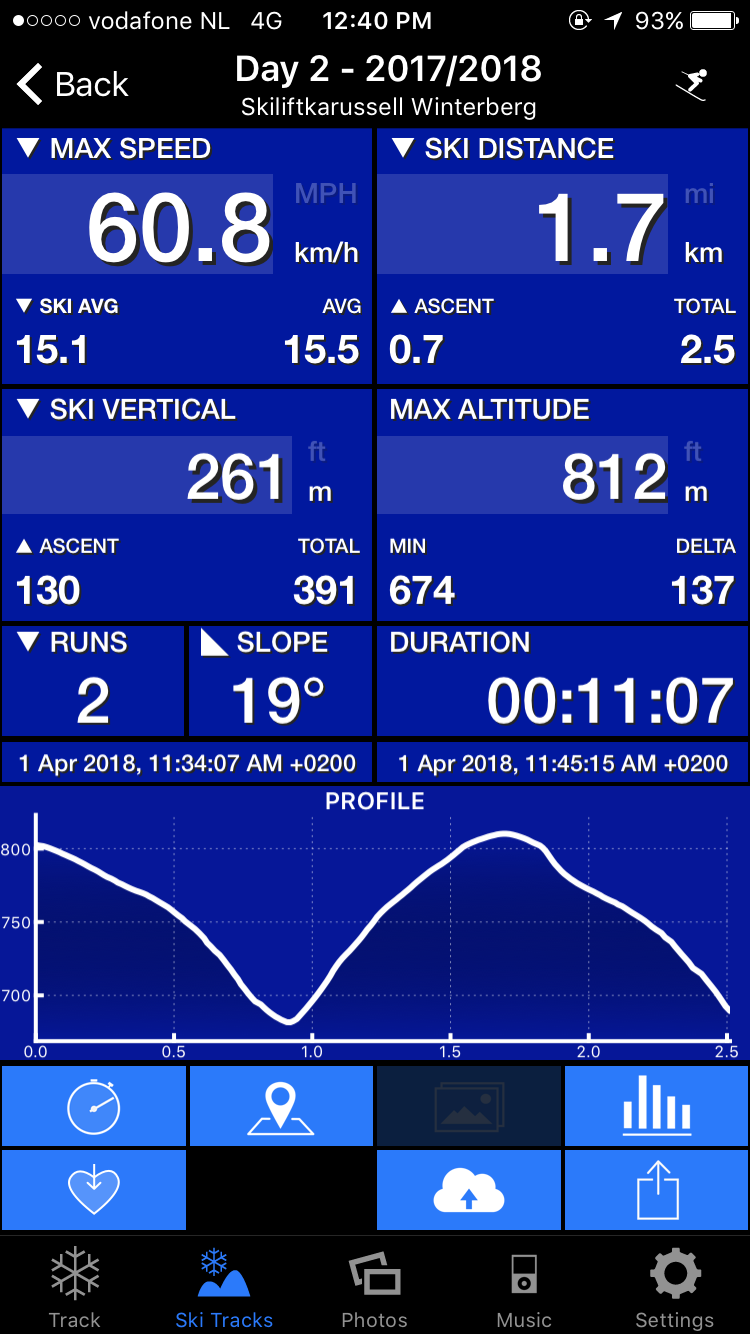 vodafone NL 4G 12:40 PM 93%
Back
Day 2 - 2017/2018
Skiliftkarussell Winterberg
▼ MAX SPEED
60.8 MPH
km/h
▼ SKI AVG AVG
15.1 15.5
▼ SKI DISTANCE
1.7 mi
km
▲ ASCENT TOTAL
0.7 2.5
▼ SKI VERTICAL
261 ft
m
▲ ASCENT TOTAL
130 391
MAX ALTITUDE
812 ft
m
MIN DELTA
674 137
▼ RUNS
2
SLOPE
19°
DURATION
00:11:07
1 Apr 2018, 11:34:07 AM +0200
1 Apr 2018, 11:45:15 AM +0200
PROFILE
800
750
700
0.0 0.5 1.0 1.5 2.0 2.5
Track Ski Tracks Photos Music Settings